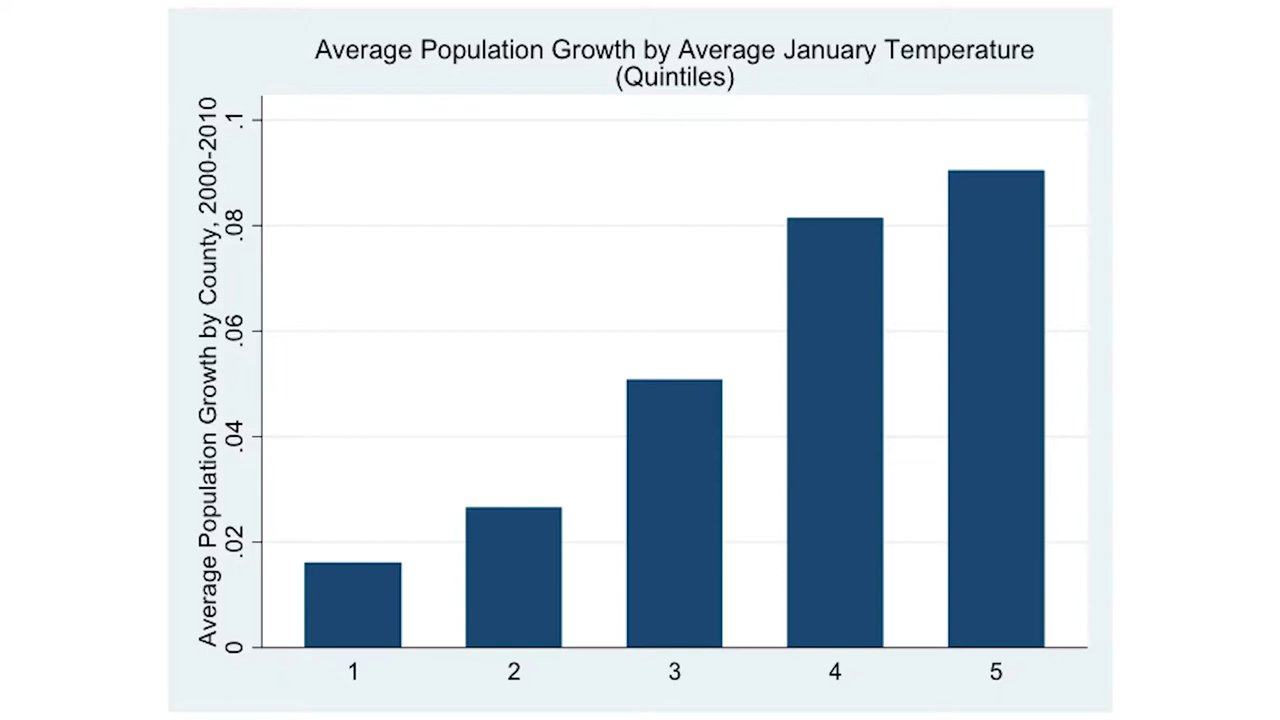 Average Population Growth by Average January Temperature
(Quintiles)
Average Population Growth by County, 2000-2010
.1
.08
.06
.04
.02
0
1 2 3 4 5